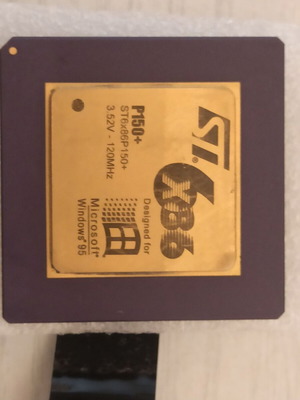 ST
6x86
P150+
ST6x86P150+
3.52V - 120MHz
Designed for
Microsoft®
Windows®95